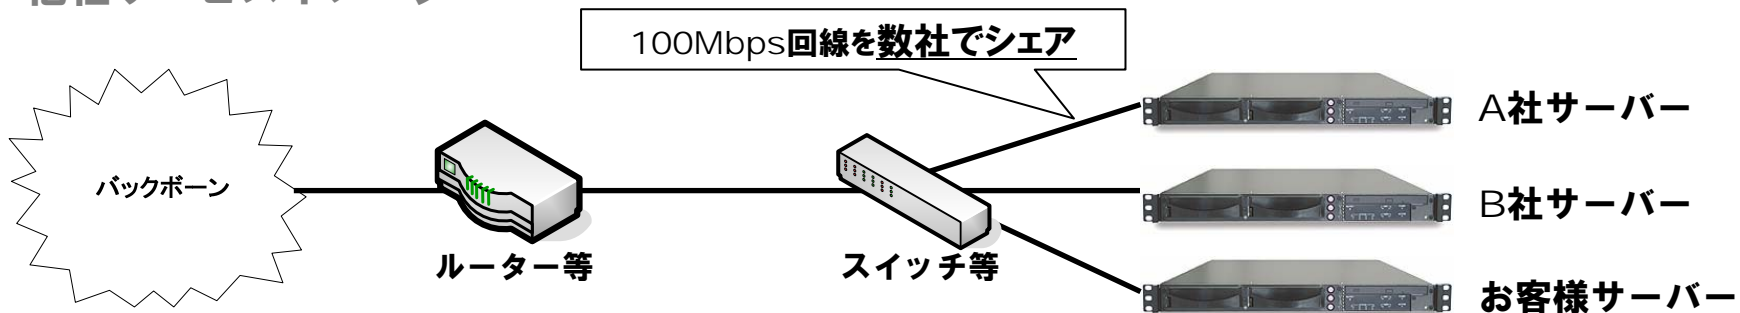 100Mbps回線を数社でシェア
バックボーン
ルーター等
スイッチ等
A社サーバー
B社サーバー
お客様サーバー